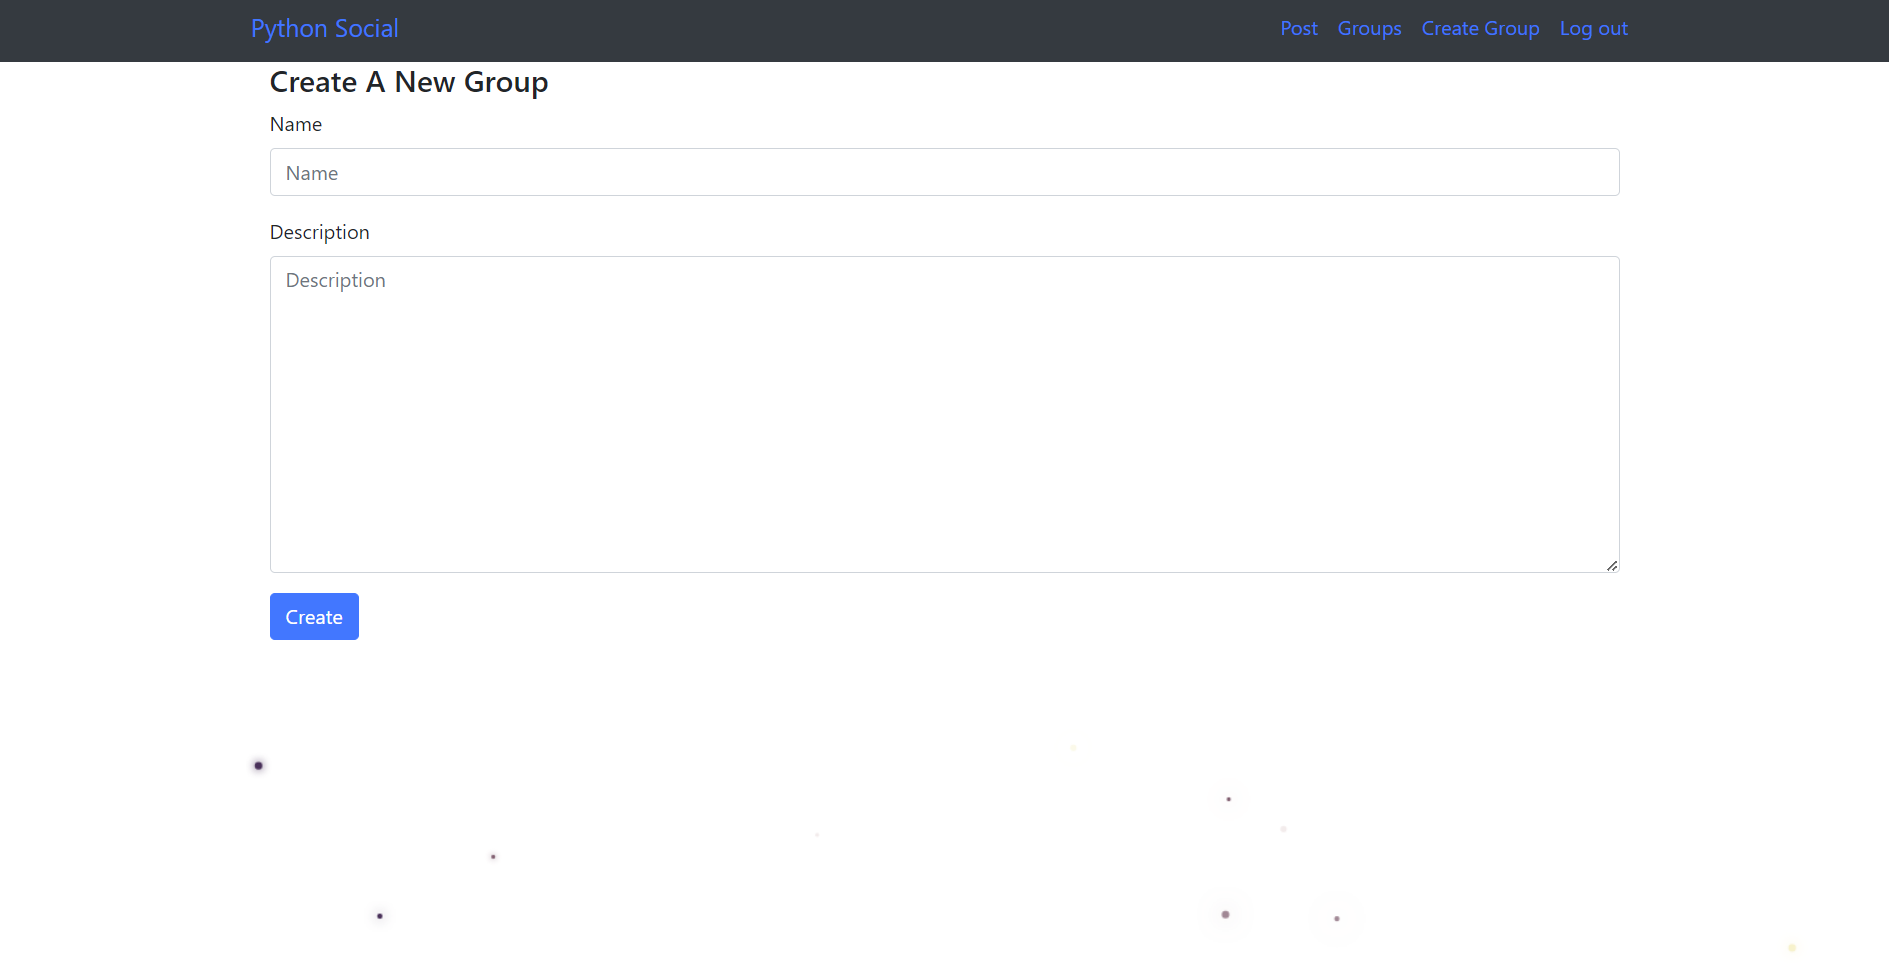 Python Social
Post Groups Create Group Log out
Create A New Group
Name
Name
Description
Description
Create